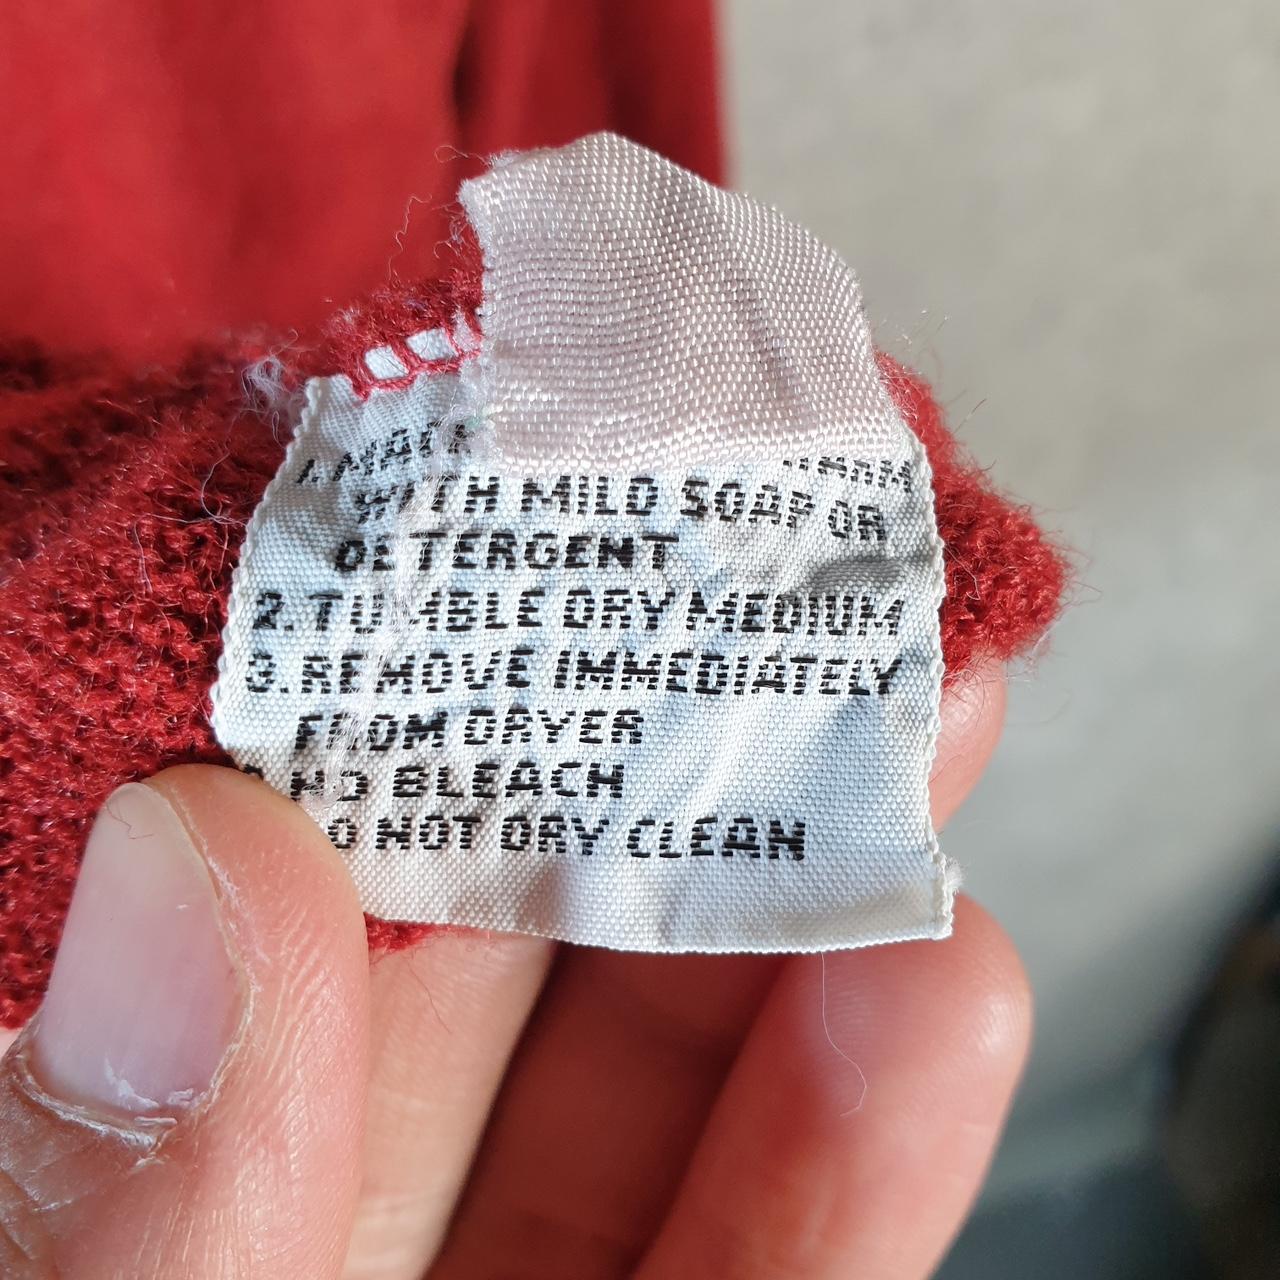 WITH MILD SOAP OR
DETERGENT
2. TUMBLE DRY MEDIUM
3. REMOVE IMMEDIATELY
FROM DRYER
NO BLEACH
O NOT DRY CLEAN